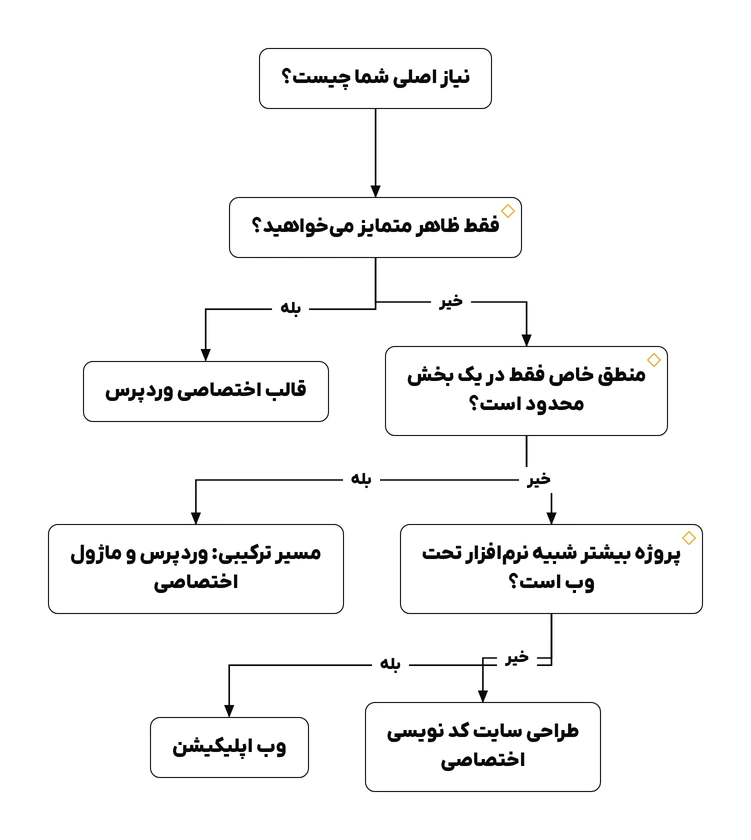 نیاز اصلی شما چیست؟
فقط ظاهر متمایز می‌خواهید؟
خیر
بله
منطق خاص فقط در یک بخش
محدود است؟
قالب اختصاصی وردپرس
خیر
بله
پروژه بیشتر شبیه نرم‌افزار تحت
وب است؟
مسیر ترکیبی: وردپرس و ماژول
اختصاصی
خیر
بله
طراحی سایت کد نویسی
اختصاصی
وب اپلیکیشن